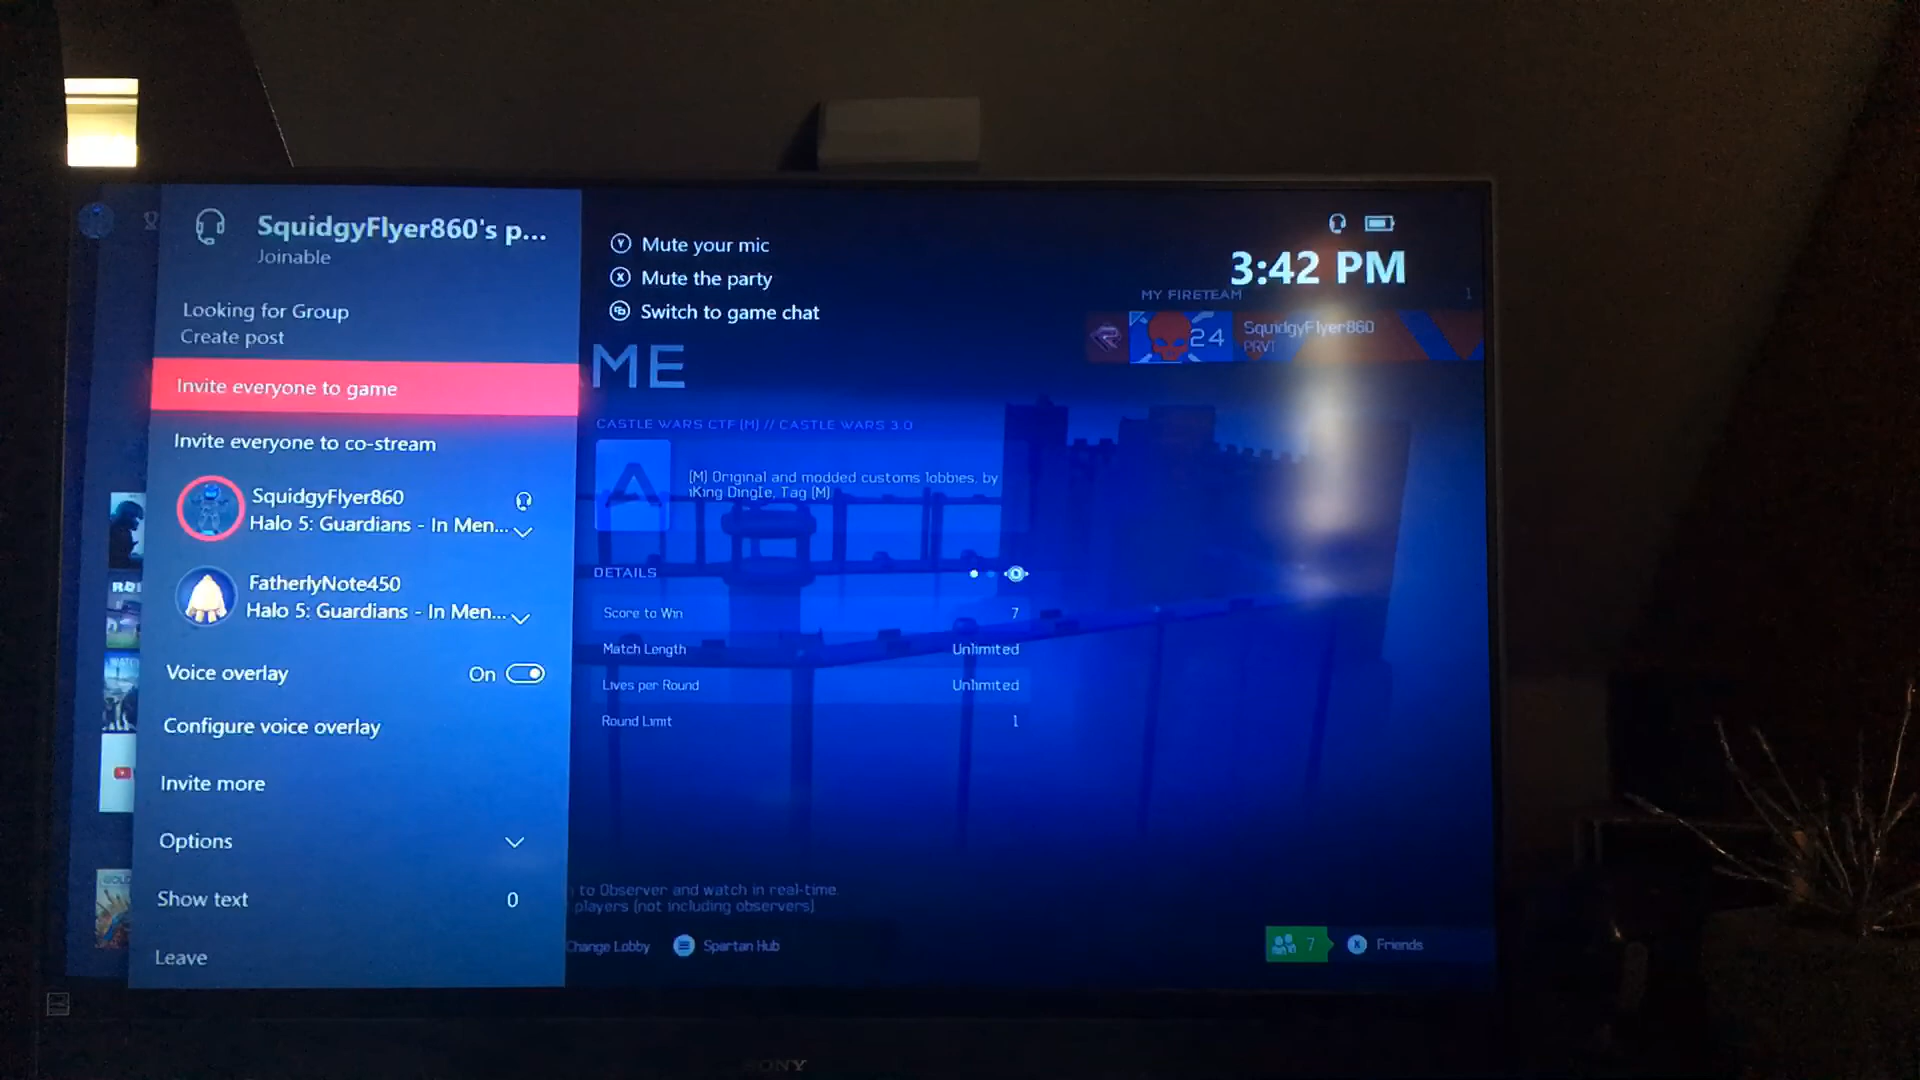 SquidgyFlyer860's p...
Joinable
Looking for Group
Create post
Invite everyone to game
Invite everyone to co-stream
SquidgyFlyer860
Halo 5: Guardians - In Men...
FatherlyNote450
Halo 5: Guardians - In Men...
Voice overlay On
Configure voice overlay
Invite more
Options
Show text 0
Leave
Y Mute your mic
X Mute the party
Switch to game chat
3:42 PM
MY FIRETEAM 1
24 SquidgyFlyer860
PRVT
ME
CASTLE WARS CTF [M] // CASTLE WARS 3.0
[M] Original and modded customs lobbies, by
iKing Dingle, Tag [M]
DETAILS
Score to Win 7
Match Length Unlimited
Lives per Round Unlimited
Round Limit 1
to Observer and watch in real-time.
players (not including observers)
Change Lobby Spartan Hub
7 X Friends
SONY